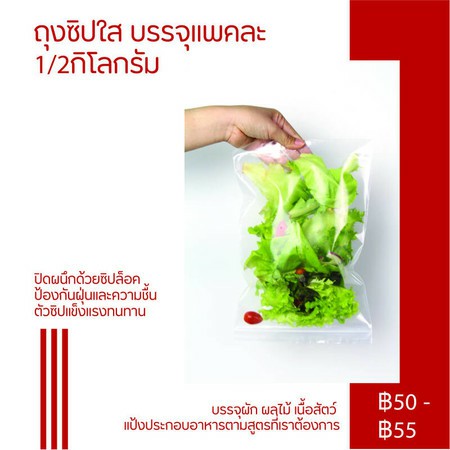 ถุงซิปใส บรรจุแพคละ
1/2กิโลกรัม
ปิดผนึกด้วยซิปล็อค
ป้องกันฝุ่นและความชื้น
ตัวซิปแข็งแรงทนทาน
บรรจุผัก ผลไม้ เนื้อสัตว์
แป้งประกอบอาหารตามสูตรที่เราต้องการ
฿50 -
฿55